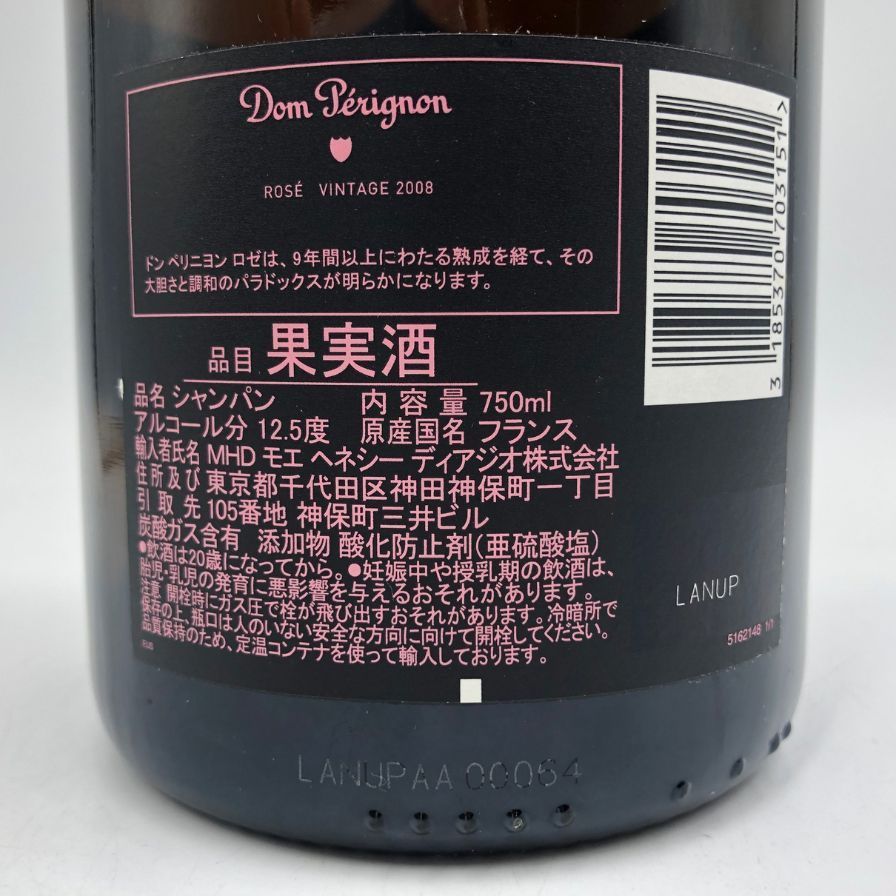 Dom Pérignon
ROSÉ VINTAGE 2008
ドン ペリニヨン ロゼは、9年間以上にわたる熟成を経て、その
大胆さと調和のパラドックスが明らかになります。
品目 果実酒
品名 シャンパン 内容量 750ml
アルコール分 12.5度 原産国名 フランス
輸入者氏名 MHD モエ ヘネシー ディアジオ株式会社
住所及び 東京都千代田区神田神保町一丁目
引取先 105番地 神保町三井ビル
炭酸ガス含有 添加物 酸化防止剤(亜硫酸塩)
●飲酒は20歳になってから。●妊娠中や授乳期の飲酒は、
胎児・乳児の発育に悪影響を与えるおそれがあります。
注意 開栓時にガス圧で栓が飛び出すおそれがあります。冷暗所で
保存の上、瓶口は人のいない安全な方向に向けて開栓してください。
品質保持のため、定温コンテナを使って輸入しております。
3 185370 703151 >
LANUP
5162148 1/1
LANUPAA 00064